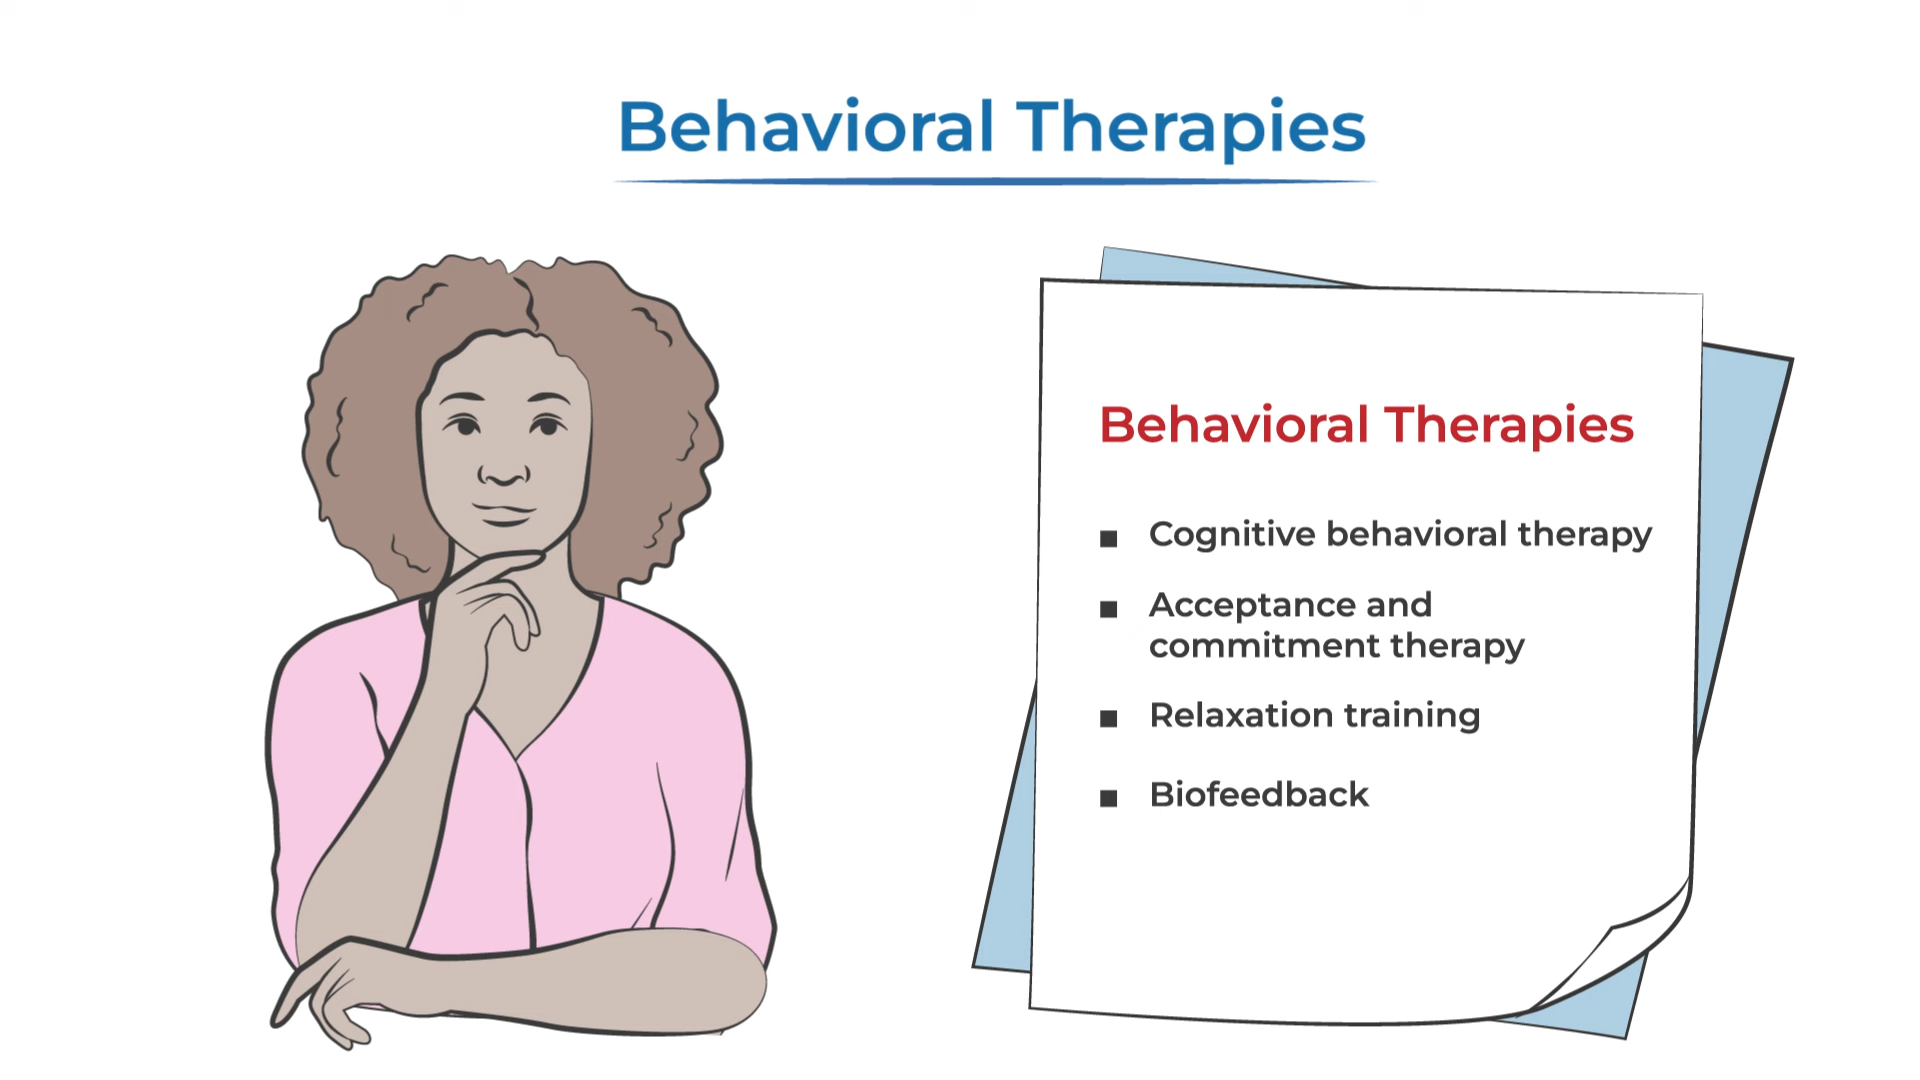 Behavioral Therapies
Behavioral Therapies
Cognitive behavioral therapy
Acceptance and
commitment therapy
Relaxation training
Biofeedback